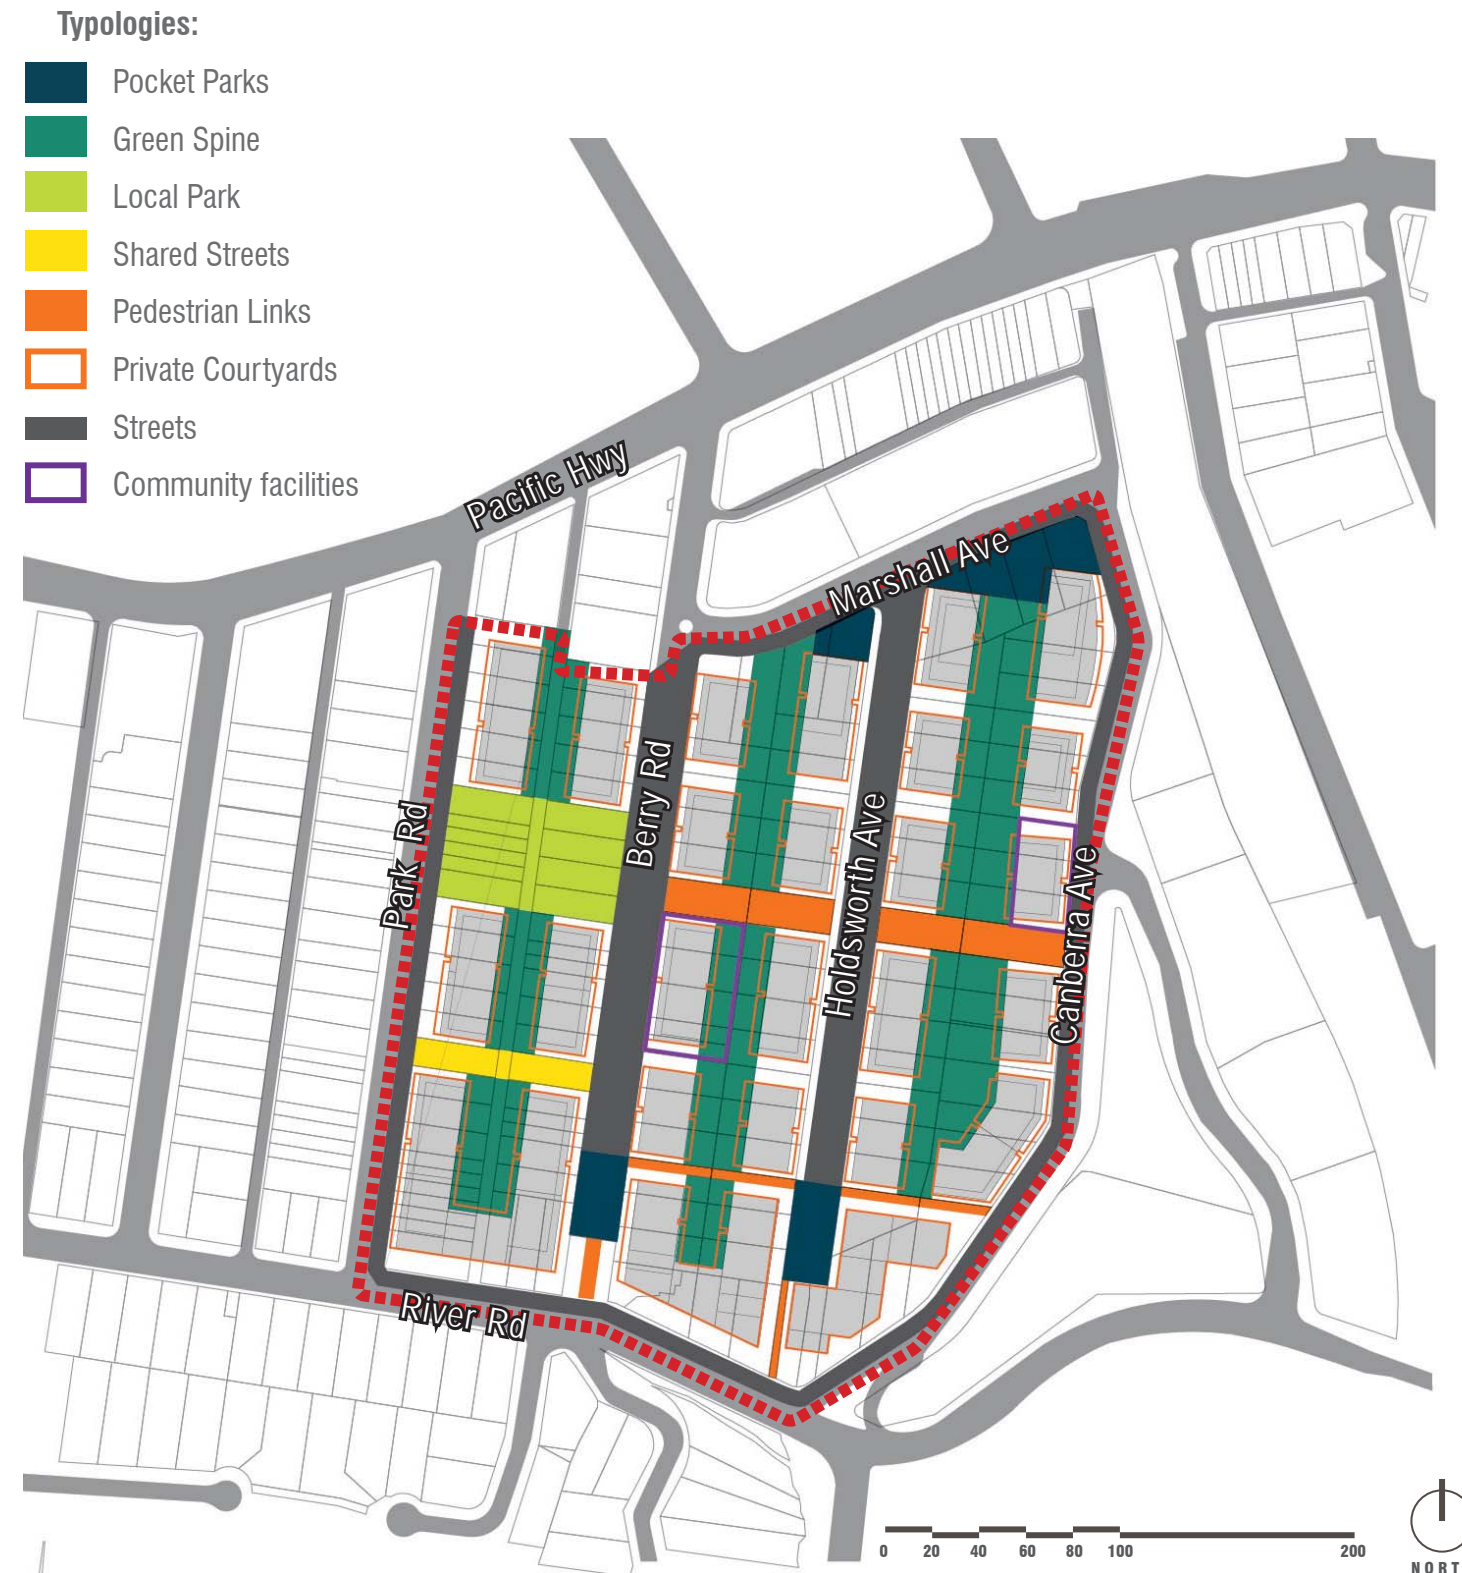 Typologies:
Pocket Parks
Green Spine
Local Park
Shared Streets
Pedestrian Links
Private Courtyards
Streets
Community facilities
Pacific Hwy
Marshall Ave
Berry Rd
Park Rd
Holdsworth Ave
Canberra Ave
River Rd
0 20 40 60 80 100 200
NORT